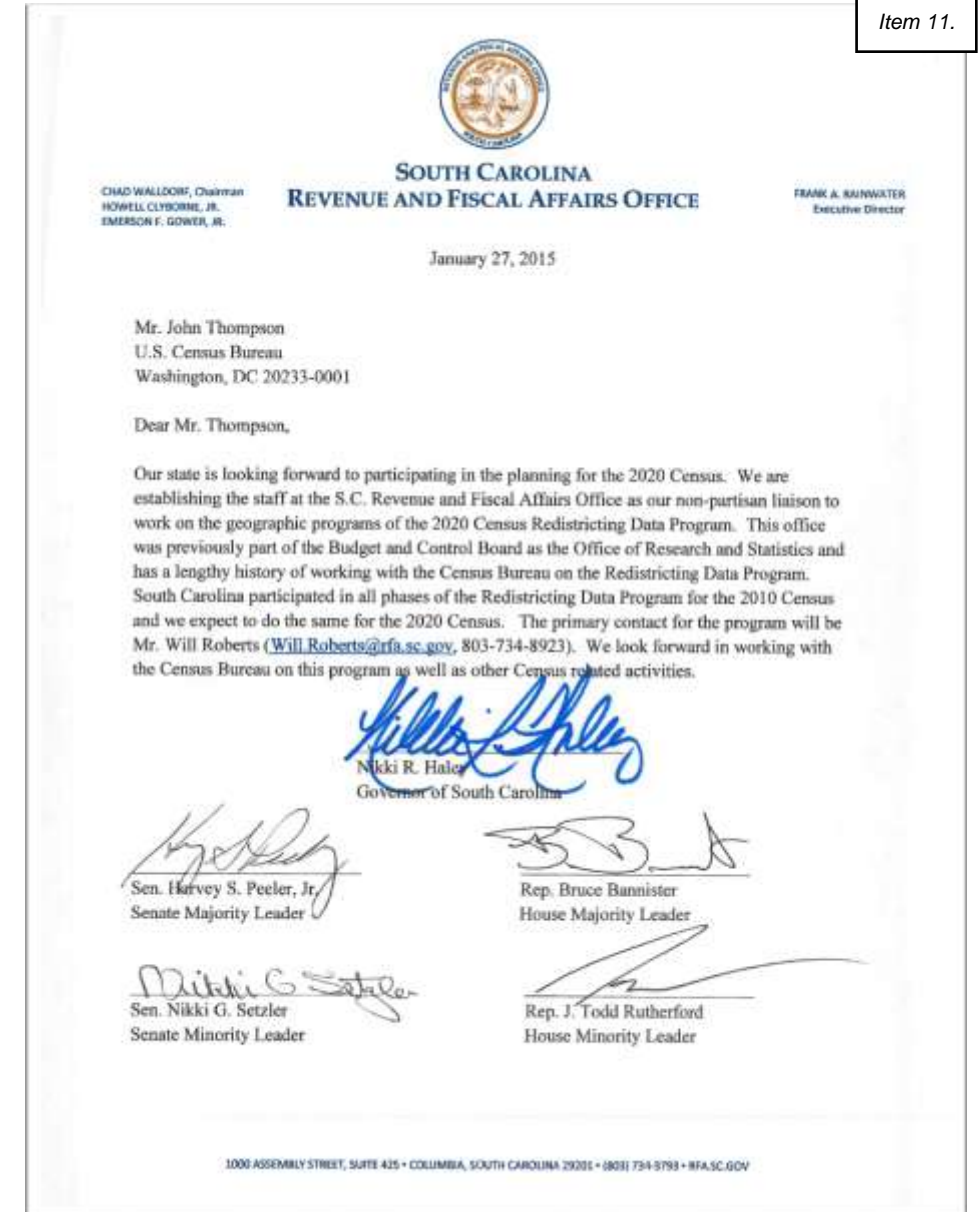 Item 11.
REVENUE AND FISCAL AFFAIRS OFFICE
SOUTH CAROLINA
SOUTH CAROLINA
REVENUE AND FISCAL AFFAIRS OFFICE
CHAD WALLDORF, Chairman
HOWELL CLYBORNE, JR.
EMERSON F. GOWER, JR.
FRANK A. RAINWATER
Executive Director
January 27, 2015
Mr. John Thompson
U.S. Census Bureau
Washington, DC 20233-0001
Dear Mr. Thompson,
Our state is looking forward to participating in the planning for the 2020 Census. We are
establishing the staff at the S.C. Revenue and Fiscal Affairs Office as our non-partisan liaison to
work on the geographic programs of the 2020 Census Redistricting Data Program. This office
was previously part of the Budget and Control Board as the Office of Research and Statistics and
has a lengthy history of working with the Census Bureau on the Redistricting Data Program.
South Carolina participated in all phases of the Redistricting Data Program for the 2010 Census
and we expect to do the same for the 2020 Census. The primary contact for the program will be
Mr. Will Roberts (Will.Roberts@rfa.sc.gov, 803-734-8923). We look forward in working with
the Census Bureau on this program as well as other Census related activities.
Nikki R. Haley
Governor of South Carolina
Sen. Harvey S. Peeler, Jr.
Senate Majority Leader
Rep. Bruce Bannister
House Majority Leader
Nikki G Setzler
Sen. Nikki G. Setzler
Senate Minority Leader
Rep. J. Todd Rutherford
House Minority Leader
1000 ASSEMBLY STREET, SUITE 425 • COLUMBIA, SOUTH CAROLINA 29201 • (803) 734-3793 • RFA.SC.GOV